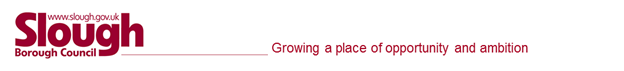 www.slough.gov.uk
Slough
Borough Council
Growing a place of opportunity and ambition